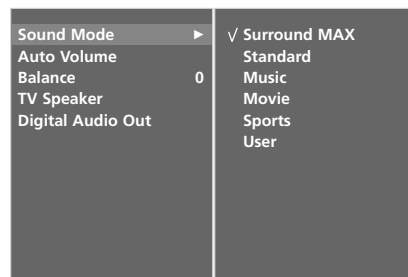 Sound Mode ►
Auto Volume
Balance 0
TV Speaker
Digital Audio Out
√ Surround MAX
Standard
Music
Movie
Sports
User